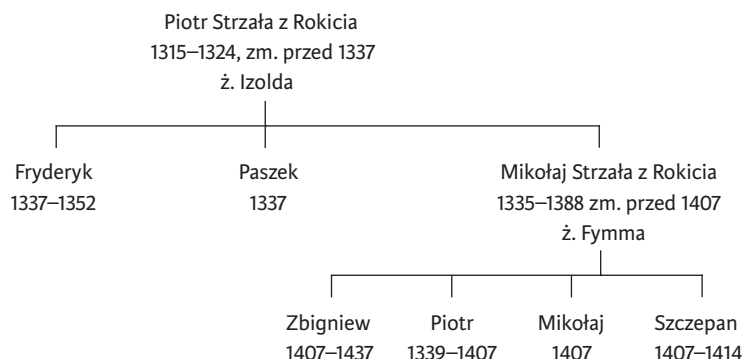 Piotr Strzała z Rokicia
1315–1324, zm. przed 1337
ż. Izolda
Fryderyk
1337–1352
Paszek
1337
Mikołaj Strzała z Rokicia
1335–1388 zm. przed 1407
ż. Fymma
Zbigniew
1407–1437
Piotr
1339–1407
Mikołaj
1407
Szczepan
1407–1414